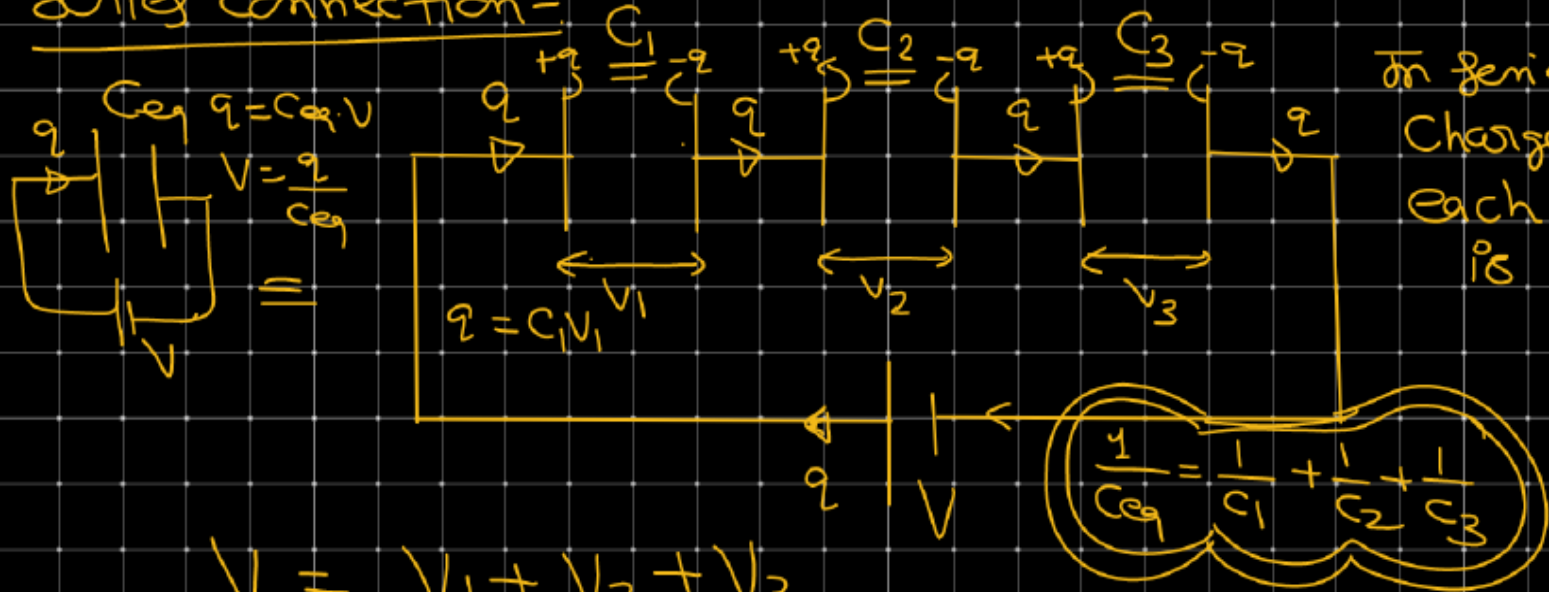 Series Connection-
C1 C2 C3
+q -q +q -q +q -q
q q q q
In
Charge
each
is
Ceq q=Ceq.V
q
V=q/Ceq
=
V
V1 V2 V3
q = C1V1
q
V
1/Ceq = 1/C1 + 1/C2 + 1/C3
V = V1 + V2 + V3